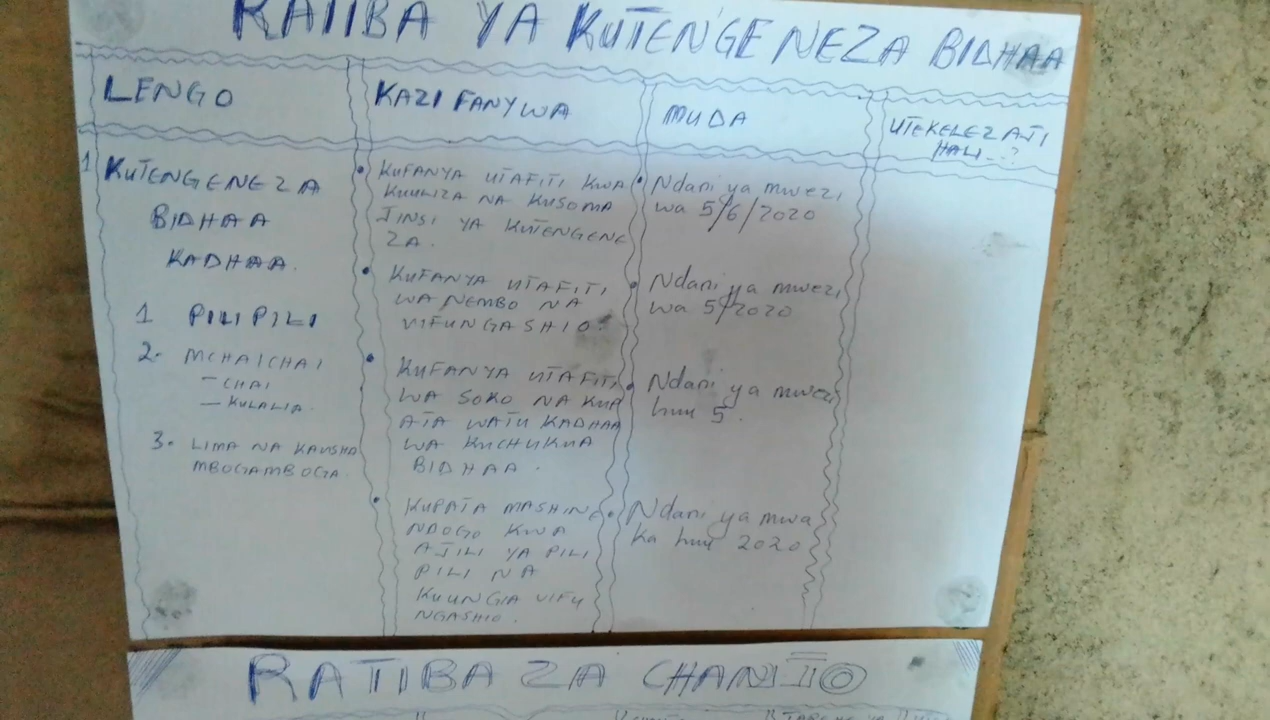 RATIBA YA KUTENGENEZA BIDHAA
LENGO
KAZI FANYWA
MUDA
UTEKELEZAJI
HALI..?
1 KUTENGENEZA
BIDHAA
KADHAA.
1 PILIPILI
2. MCHAICHAI
– CHAI
– KULALIA.
3. LIMA NA KAUSHA
MBOGAMBOGA.
• KUFANYA UTAFITI KWA
KUULIZA NA KUSOMA
JINSI YA KUTENGENE
ZA.
• KUFANYA UTAFITI
WA NEMBO NA
VIFUNGASHIO.
• KUFANYA UTAFITI
WA SOKO NA KUP
ATA WATU KADHAA
WA KUCHUKUA
BIDHAA.
• KUPATA MASHINE
NDOGO KWA
AJILI YA PILI
PILI NA
KUUNGIA VIFU
NGASHIO.
• Ndani ya mwezi
wa 5/6/2020
• Ndani ya mwezi
wa 5/2020
• Ndani ya mwezi
huu 5.
• Ndani ya mwa
ka huu 2020
RATIBA ZA CHANJO